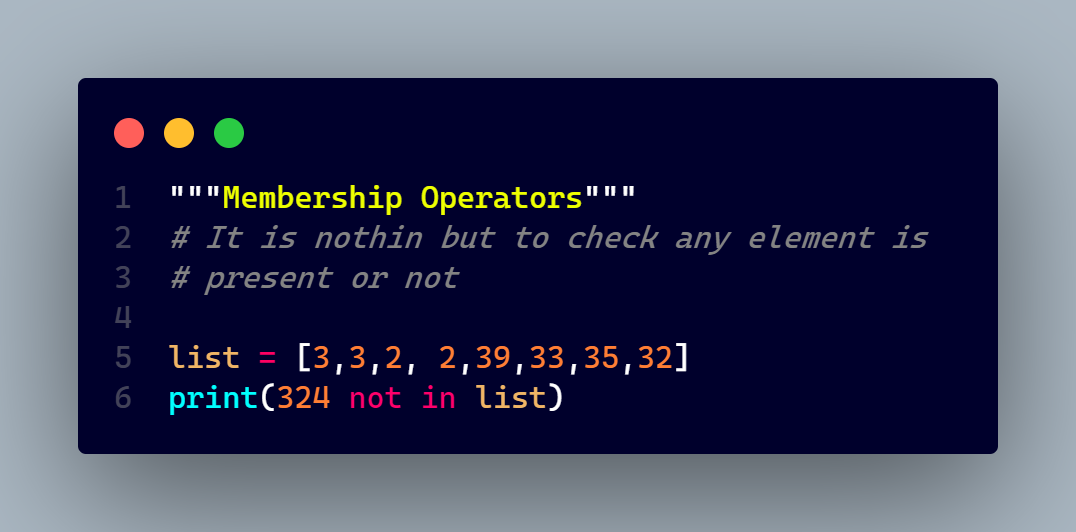 1 """Membership Operators"""
2 # It is nothin but to check any element is
3 # present or not
4
5 list = [3,3,2, 2,39,33,35,32]
6 print(324 not in list)